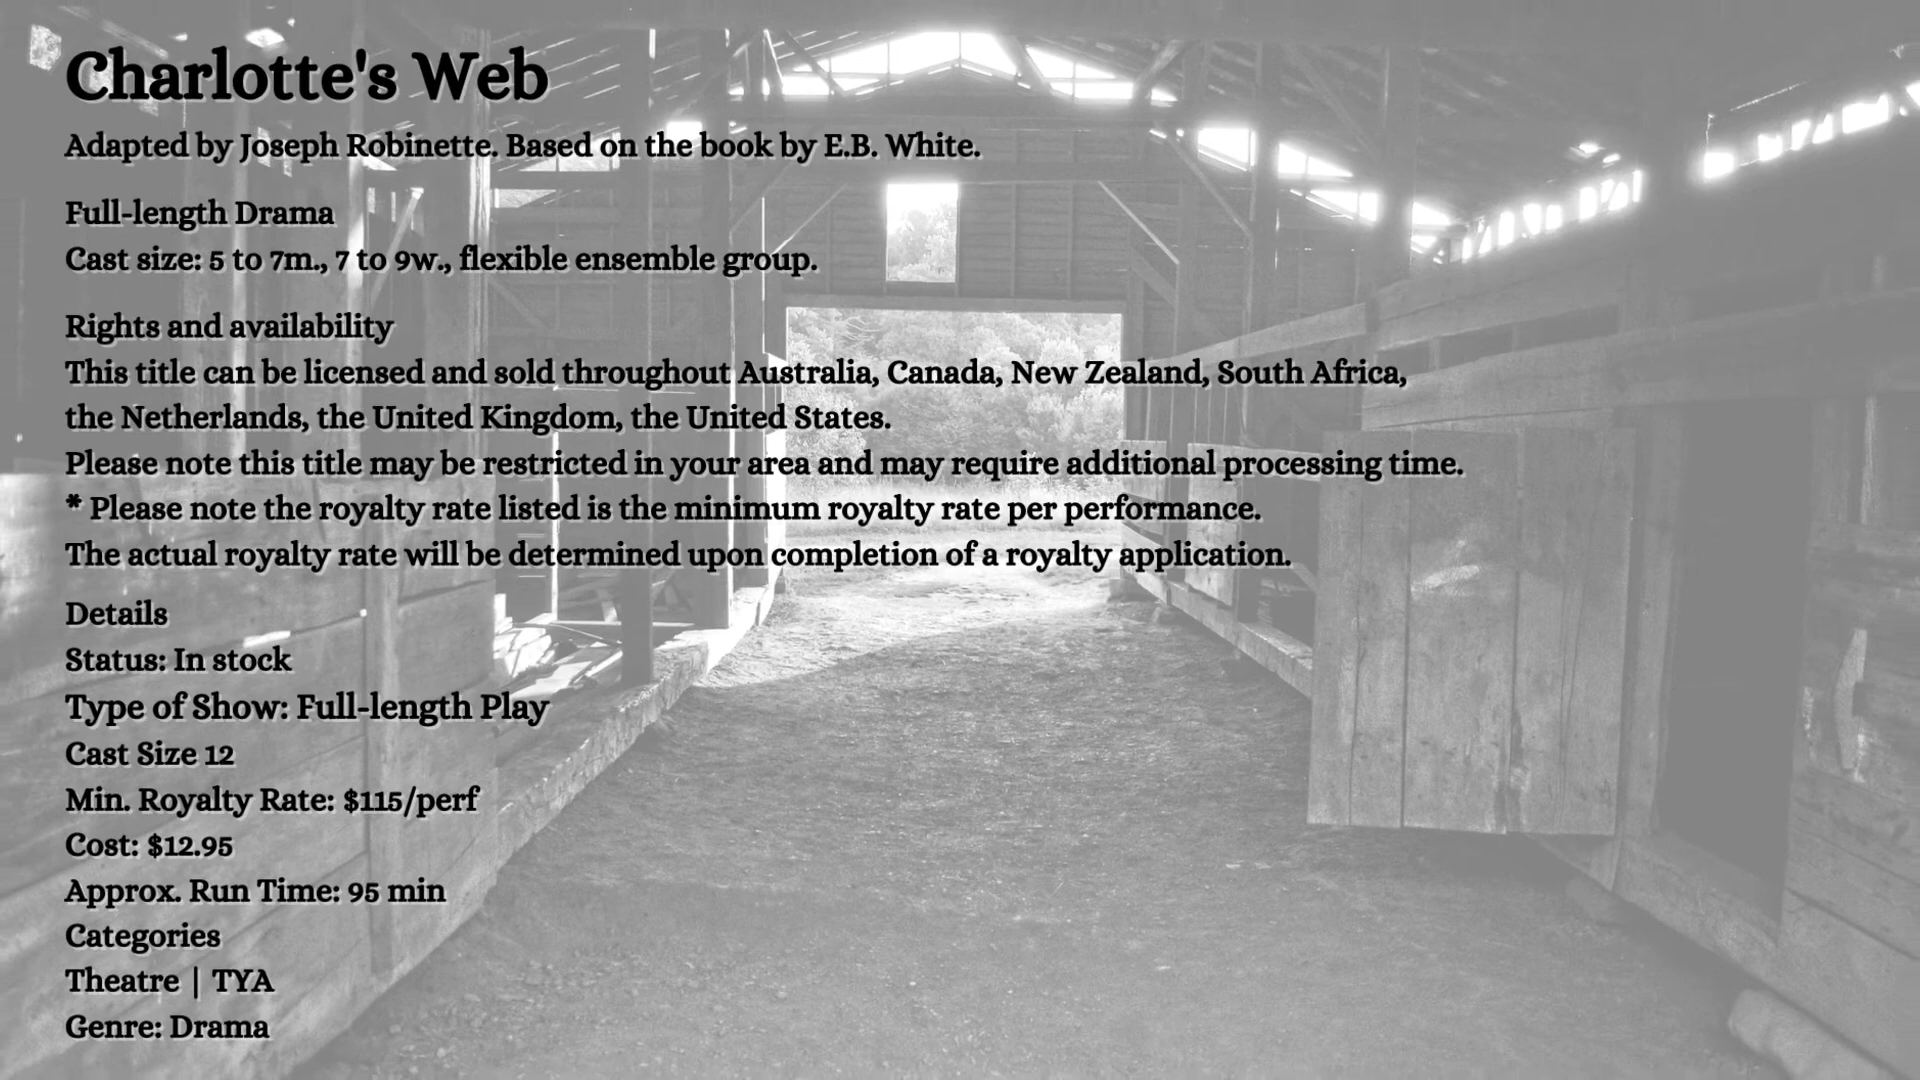 Charlotte's Web
Adapted by Joseph Robinette. Based on the book by E.B. White.
Full-length Drama
Cast size: 5 to 7m., 7 to 9w., flexible ensemble group.
Rights and availability
This title can be licensed and sold throughout Australia, Canada, New Zealand, South Africa,
the Netherlands, the United Kingdom, the United States.
Please note this title may be restricted in your area and may require additional processing time.
* Please note the royalty rate listed is the minimum royalty rate per performance.
The actual royalty rate will be determined upon completion of a royalty application.
Details
Status: In stock
Type of Show: Full-length Play
Cast Size 12
Min. Royalty Rate: $115/perf
Cost: $12.95
Approx. Run Time: 95 min
Categories
Theatre | TYA
Genre: Drama